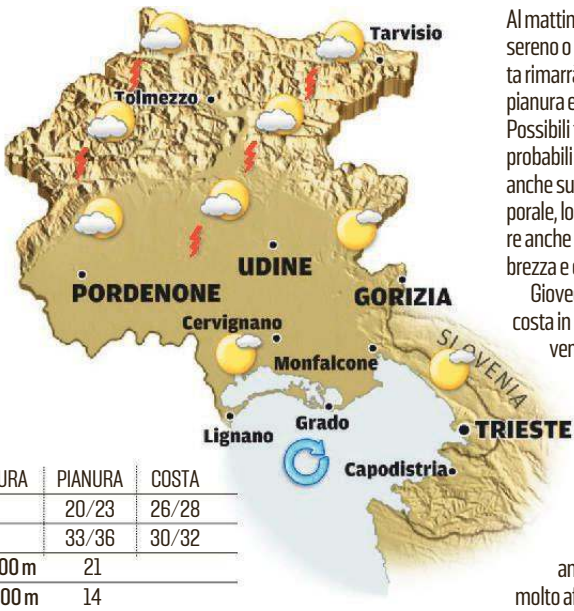 Tarvisio
Tolmezzo
UDINE
PORDENONE
GORIZIA
Cervignano
Monfalcone
SLOVENIA
Lignano
Grado
TRIESTE
Capodistria
Al mattin
sereno o
ta rimarrà
pianura e
Possibili
probabili
anche su
porale, lo
re anche
brezza e
Giove
costa in
ver
an
molto af
URA PIANURA COSTA
20/23 26/28
33/36 30/32
00 m 21
00 m 14